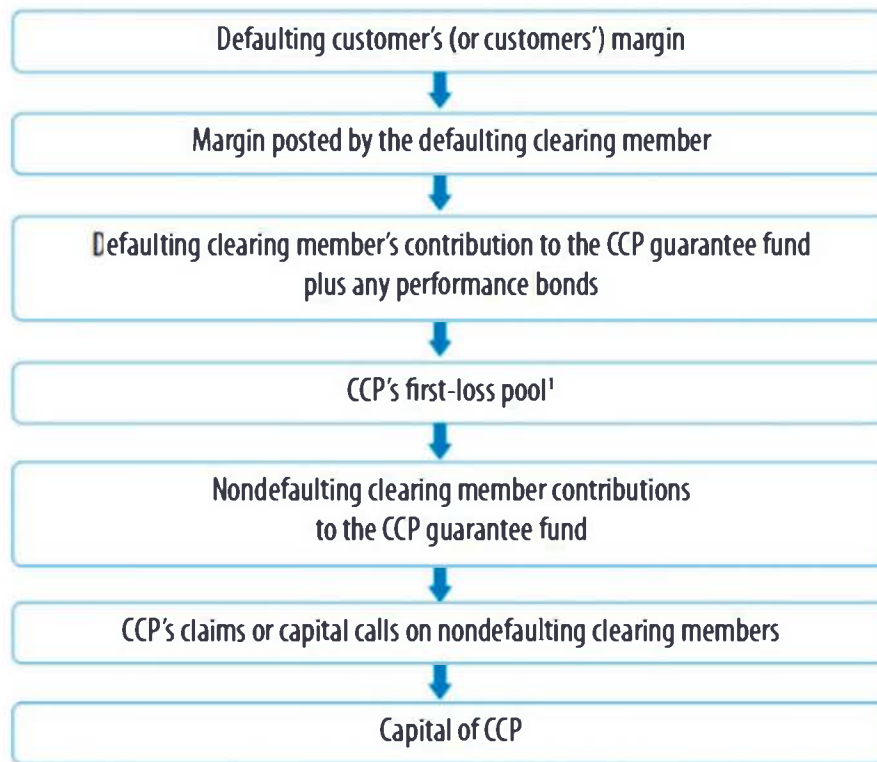 Defaulting customer's (or customers') margin
Margin posted by the defaulting clearing member
Defaulting clearing member's contribution to the CCP guarantee fund
plus any performance bonds
CCP's first-loss pool¹
Nondefaulting clearing member contributions
to the CCP guarantee fund
CCP's claims or capital calls on nondefaulting clearing members
Capital of CCP